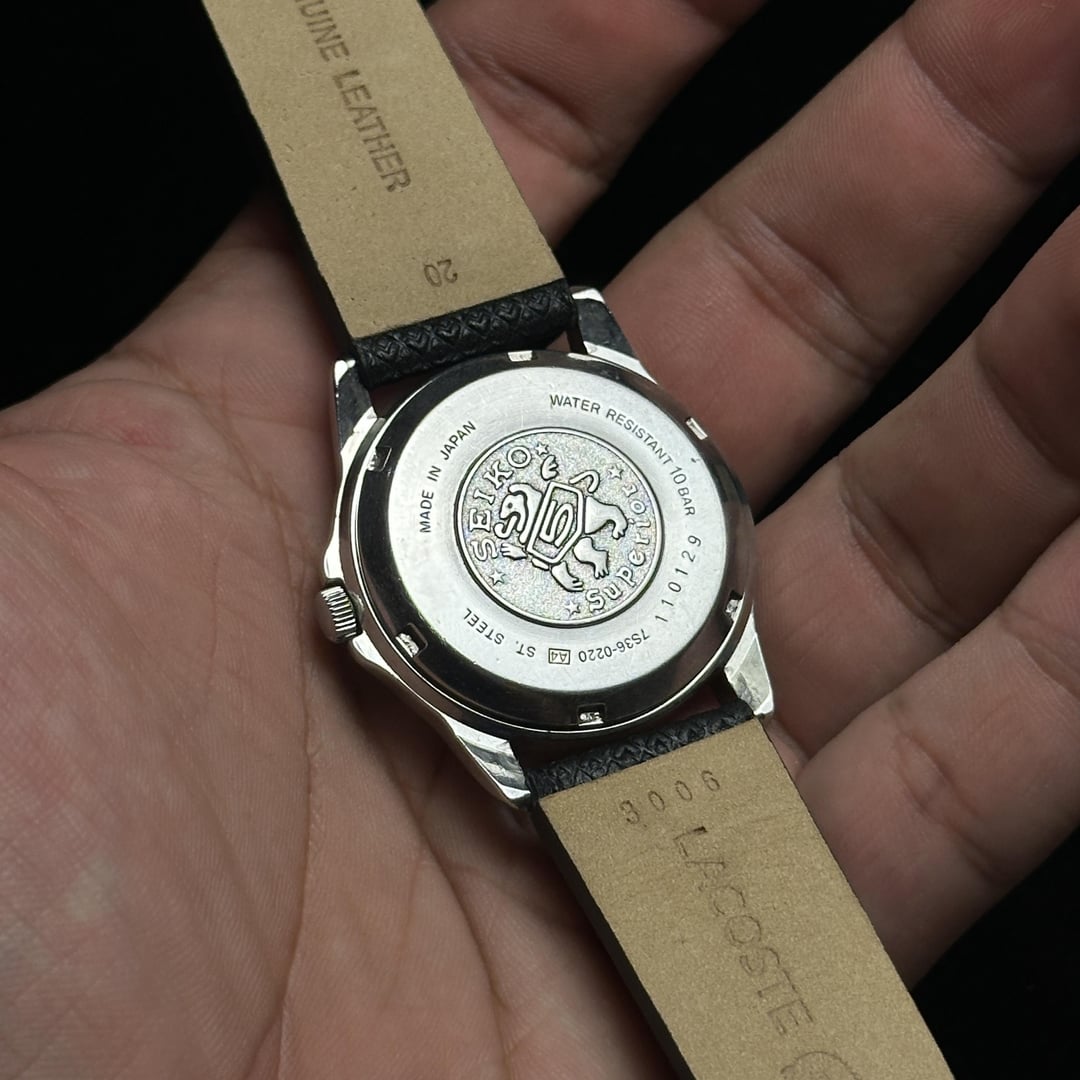 UINE LEATHER
20
WATER RESISTANT 10 BAR
MADE IN JAPAN
SEIKO
Superior
S
110129
7S36-0220 A4
ST. STEEL
3006
LACOSTE